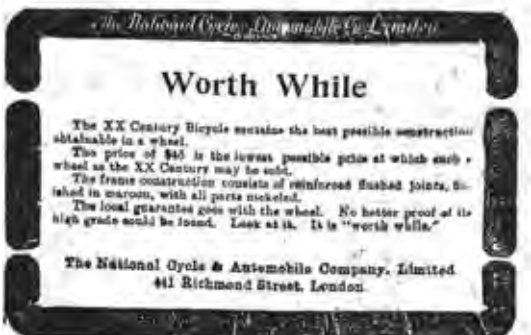 The National Cycle & Automobile Co. Limited
Worth While
The XX Century Bicycle contains the best possible construction
obtainable in a wheel.
The price of $45 is the lowest possible price at which such a
wheel as the XX Century may be sold.
The frame construction consists of reinforced flushed joints, fin-
ished in maroon, with all parts nickeled.
The local guarantee goes with the wheel. No better proof of its
high grade could be found. Look at it. It is "worth while."
The National Cycle & Automobile Company, Limited
441 Richmond Street, London